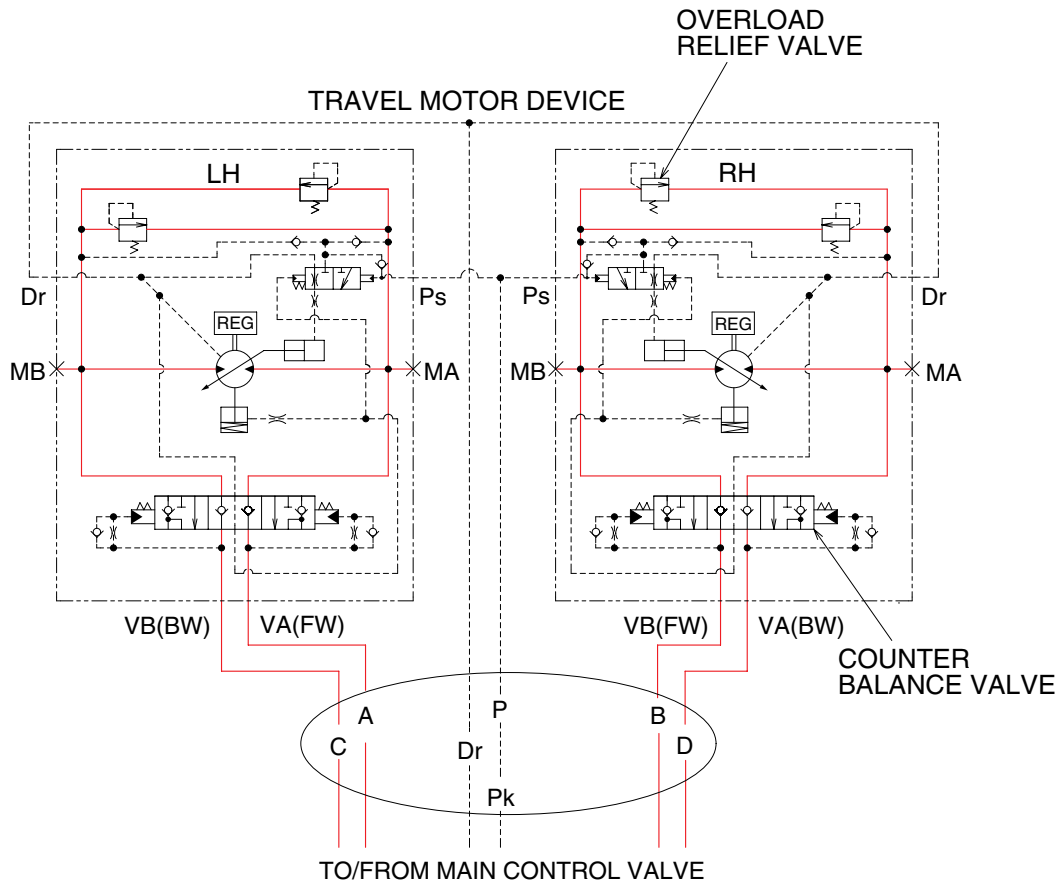 OVERLOAD
RELIEF VALVE
TRAVEL MOTOR DEVICE
LH
RH
Dr
Ps
Ps
Dr
REG
REG
MB
MA
MB
MA
VB(BW)
VA(FW)
VB(FW)
VA(BW)
COUNTER
BALANCE VALVE
A
P
B
C
Dr
D
Pk
TO/FROM MAIN CONTROL VALVE